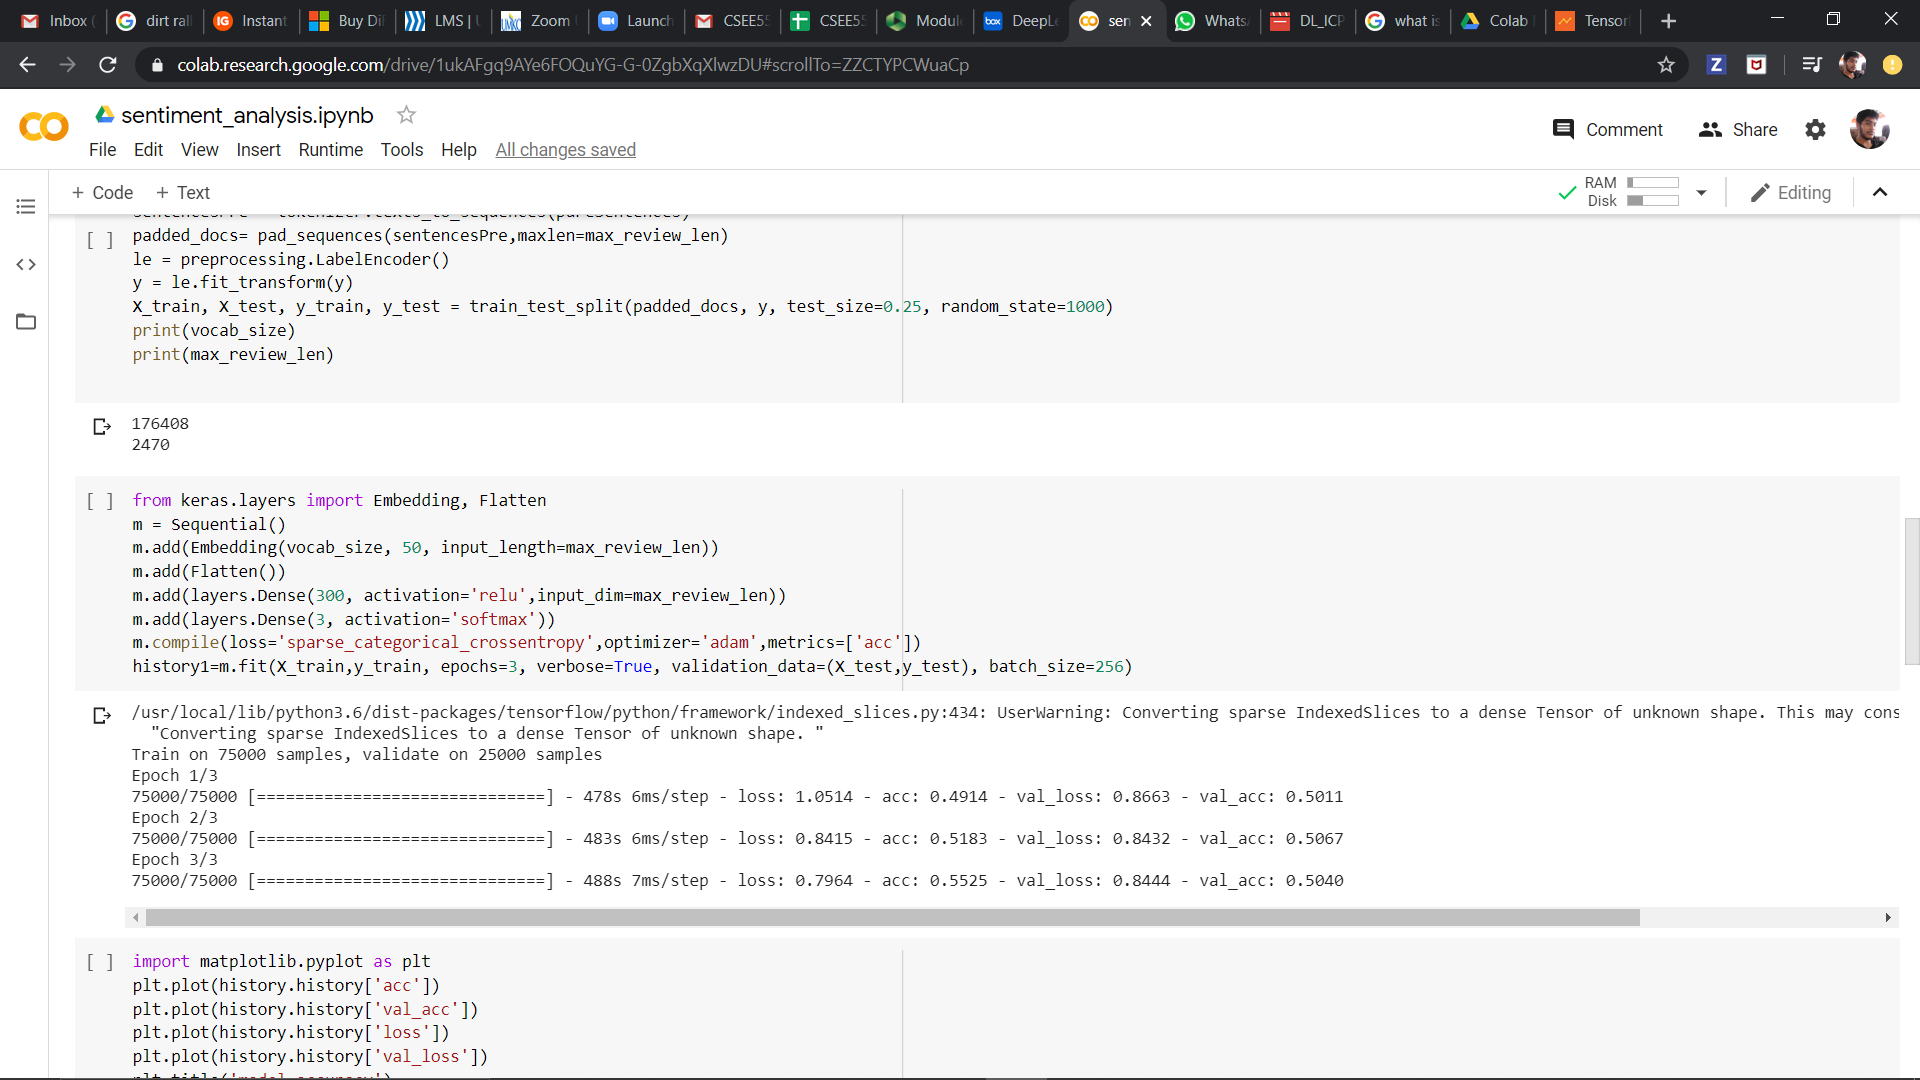 Inbox (
dirt rall
Instant
Buy Dif
LMS | U
Zoom
Launch
CSEE55
CSEE55
Module
DeepLe
sen
Whats
DL_ICP
what is
Colab
Tensor
colab.research.google.com/drive/1ukAFgq9AYe6FOQuYG-G-0ZgbXqXlwzDU#scrollTo=ZZCTYPCWuaCp
sentiment_analysis.ipynb
File Edit View Insert Runtime Tools Help All changes saved
Comment Share
+ Code + Text
RAM
Disk
Editing
sentencesPre = tokenizer.texts_to_sequences(pureSentences)
[ ] padded_docs= pad_sequences(sentencesPre,maxlen=max_review_len)
le = preprocessing.LabelEncoder()
y = le.fit_transform(y)
X_train, X_test, y_train, y_test = train_test_split(padded_docs, y, test_size=0.25, random_state=1000)
print(vocab_size)
print(max_review_len)
176408
2470
[ ] from keras.layers import Embedding, Flatten
m = Sequential()
m.add(Embedding(vocab_size, 50, input_length=max_review_len))
m.add(Flatten())
m.add(layers.Dense(300, activation='relu',input_dim=max_review_len))
m.add(layers.Dense(3, activation='softmax'))
m.compile(loss='sparse_categorical_crossentropy',optimizer='adam',metrics=['acc'])
history1=m.fit(X_train,y_train, epochs=3, verbose=True, validation_data=(X_test,y_test), batch_size=256)
/usr/local/lib/python3.6/dist-packages/tensorflow/python/framework/indexed_slices.py:434: UserWarning: Converting sparse IndexedSlices to a dense Tensor of unknown shape. This may cons
"Converting sparse IndexedSlices to a dense Tensor of unknown shape. "
Train on 75000 samples, validate on 25000 samples
Epoch 1/3
75000/75000 [==============================] - 478s 6ms/step - loss: 1.0514 - acc: 0.4914 - val_loss: 0.8663 - val_acc: 0.5011
Epoch 2/3
75000/75000 [==============================] - 483s 6ms/step - loss: 0.8415 - acc: 0.5183 - val_loss: 0.8432 - val_acc: 0.5067
Epoch 3/3
75000/75000 [==============================] - 488s 7ms/step - loss: 0.7964 - acc: 0.5525 - val_loss: 0.8444 - val_acc: 0.5040
[ ] import matplotlib.pyplot as plt
plt.plot(history.history['acc'])
plt.plot(history.history['val_acc'])
plt.plot(history.history['loss'])
plt.plot(history.history['val_loss'])
plt.title('model accuracy')